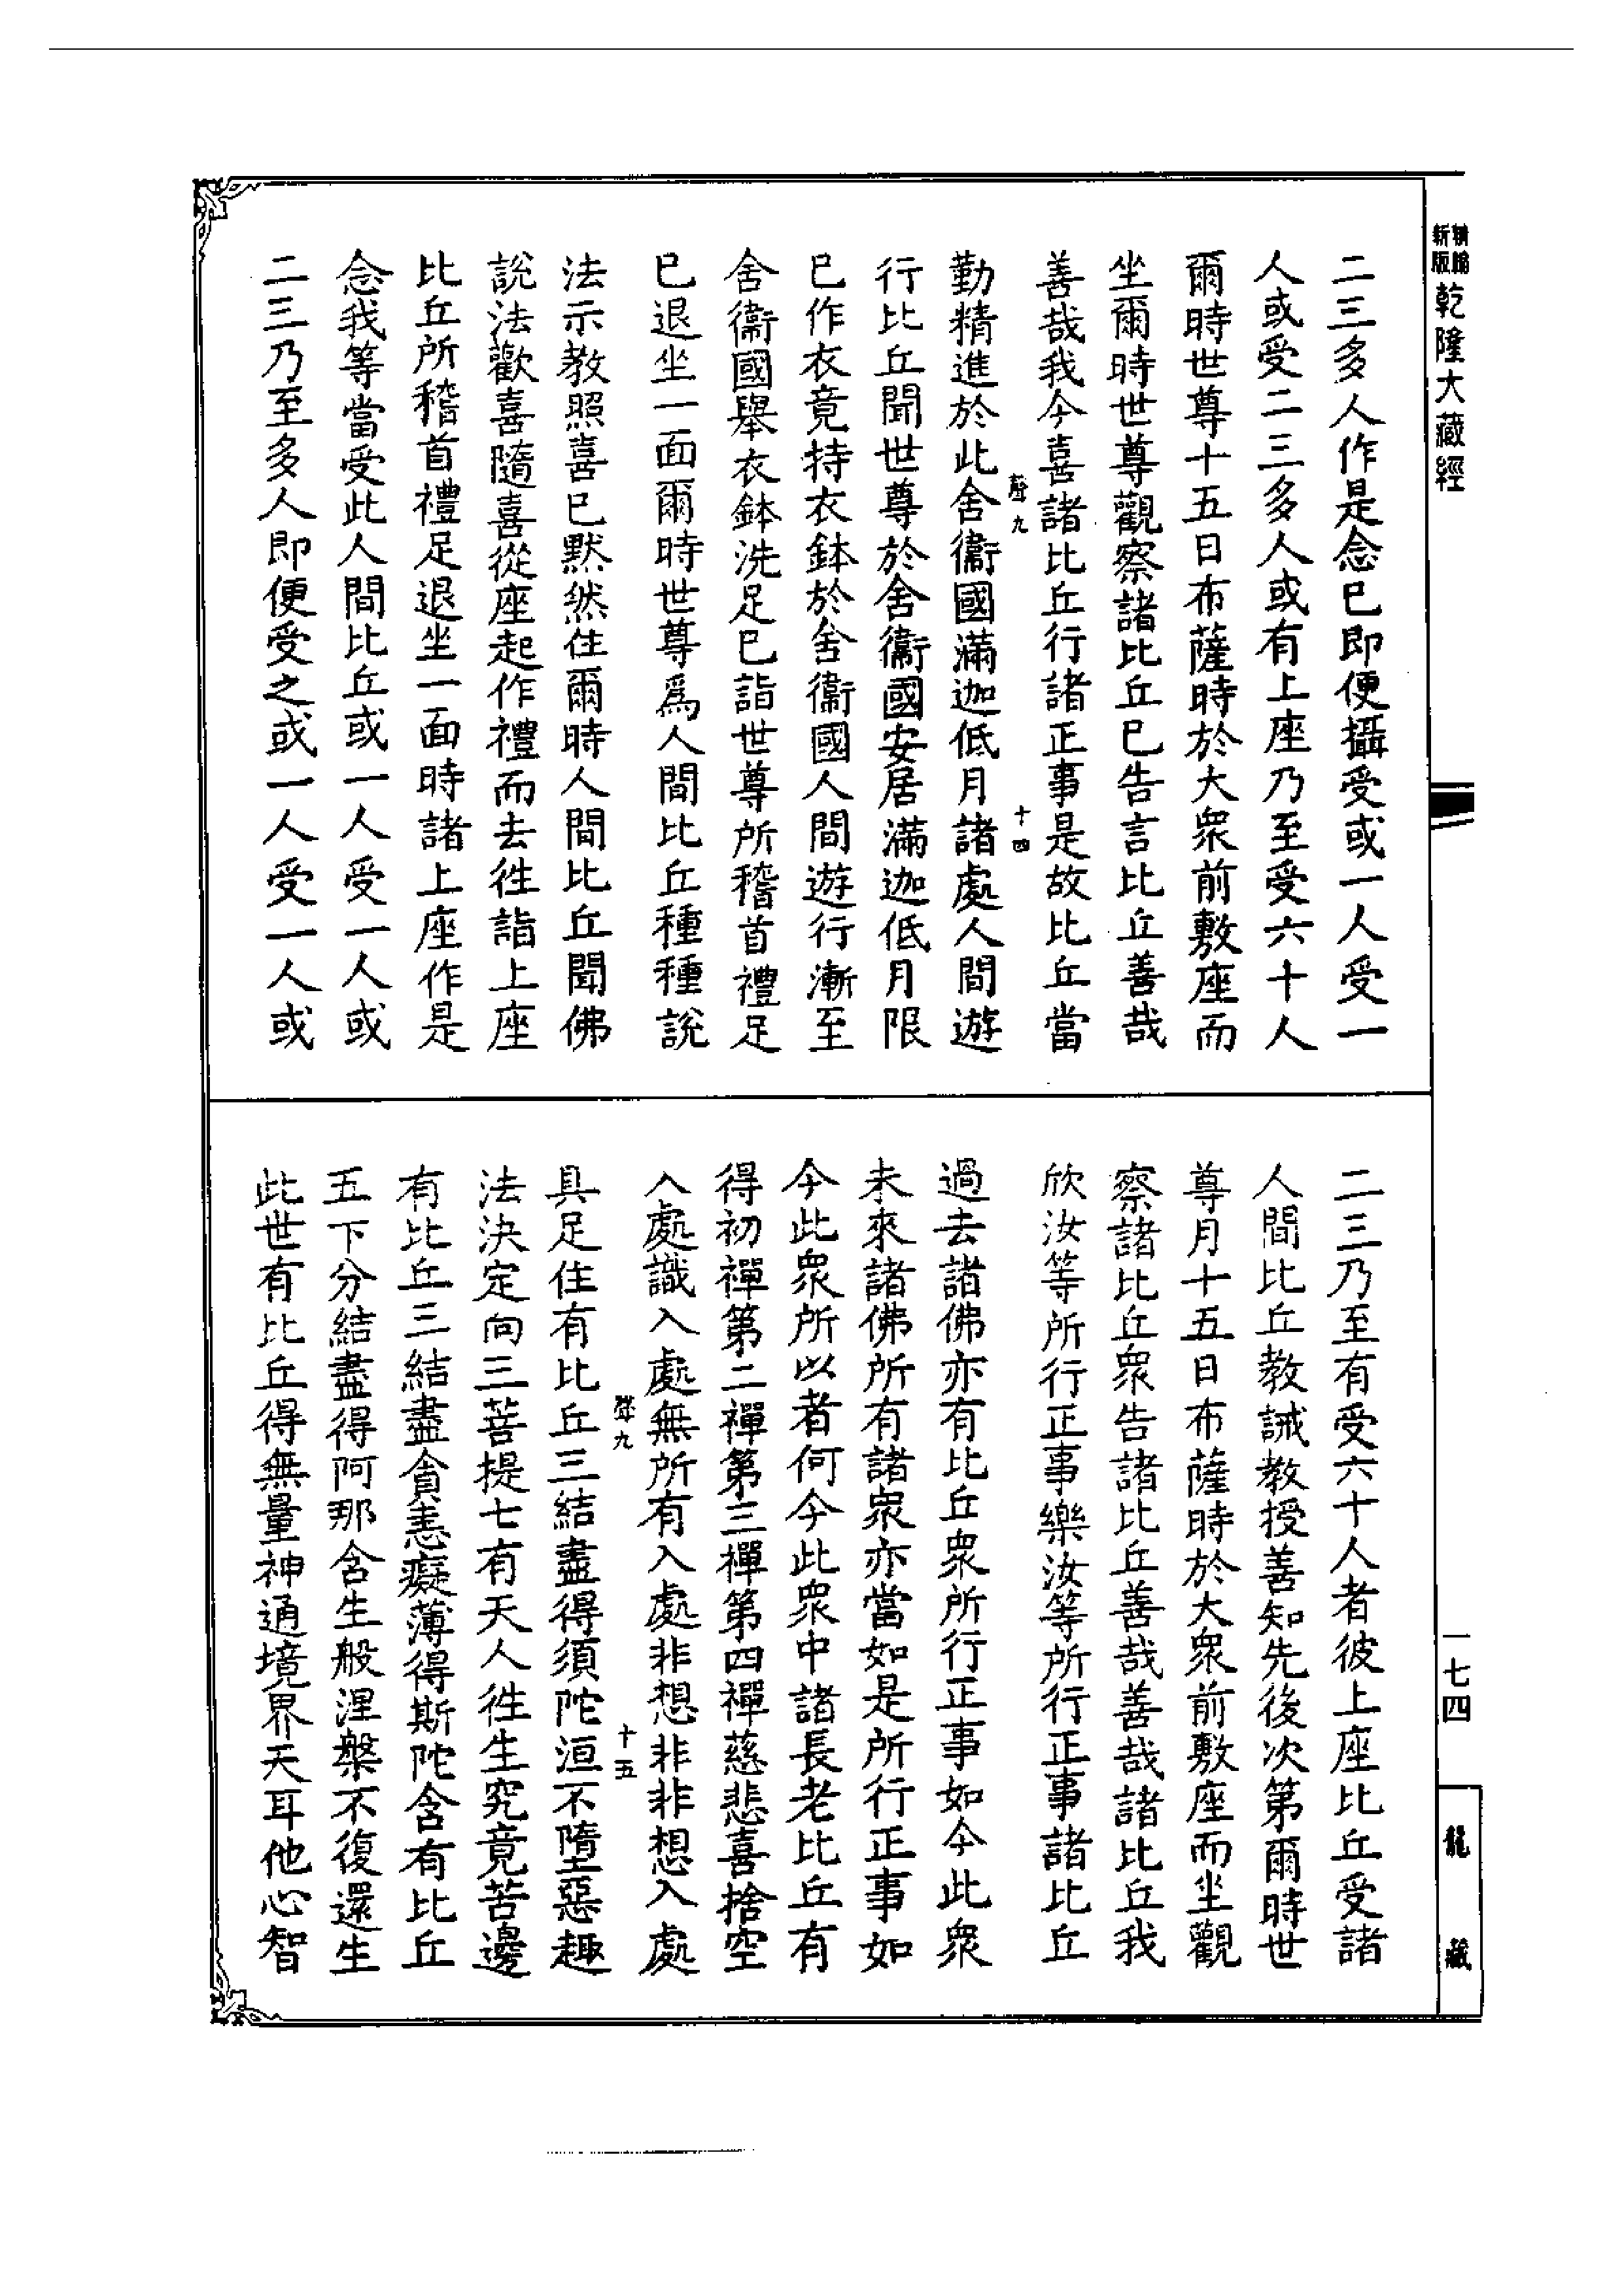 新版
乾隆大藏經
二三多人作是念已即便攝受或一人受一
人或受二三多人或有上座乃至受六十人
爾時世尊十五日布薩時於大衆前敷座而
坐爾時世尊觀察諸比丘已告言比丘善哉
善哉我今喜諸比丘行諸正事是故比丘當
聲九
十四
勤精進於此舍衞國滿迦低月諸處人間遊
行比丘聞世尊於舍衞國安居滿迦低月限
已作衣竟持衣鉢於舍衞國人間遊行漸至
舍衞國舉衣鉢洗足已詣世尊所稽首禮足
已退坐一面爾時世尊爲人間比丘種種說
法示教照喜已默然住爾時人間比丘聞佛
說法歡喜隨喜從座起作禮而去往詣上座
比丘所稽首禮足退坐一面時諸上座作是
念我等當受此人間比丘或一人受一人或
二三乃至多人即便受之或一人受一人或
二三乃至有受六十人者彼上座比丘受諸
人間比丘教誡教授善知先後次第爾時世
尊月十五日布薩時於大衆前敷座而坐觀
察諸比丘衆告諸比丘善哉善哉諸比丘我
欣汝等所行正事樂汝等所行正事諸比丘
過去諸佛亦有比丘衆所行正事如今此衆
未來諸佛所有諸衆亦當如是所行正事如
今此衆所以者何今此衆中諸長老比丘有
得初禪第二禪第三禪第四禪慈悲喜捨空
入處識入處無所有入處非想非非想入處
聲九
十五
具足住有比丘三結盡得須陀洹不墮惡趣
法決定向三菩提七有天人往生究竟苦邊
有比丘三結盡貪恚癡薄得斯陀含有比丘
五下分結盡得阿那含生般涅槃不復還生
此世有比丘得無量神通境界天耳他心智
一七四
龍藏